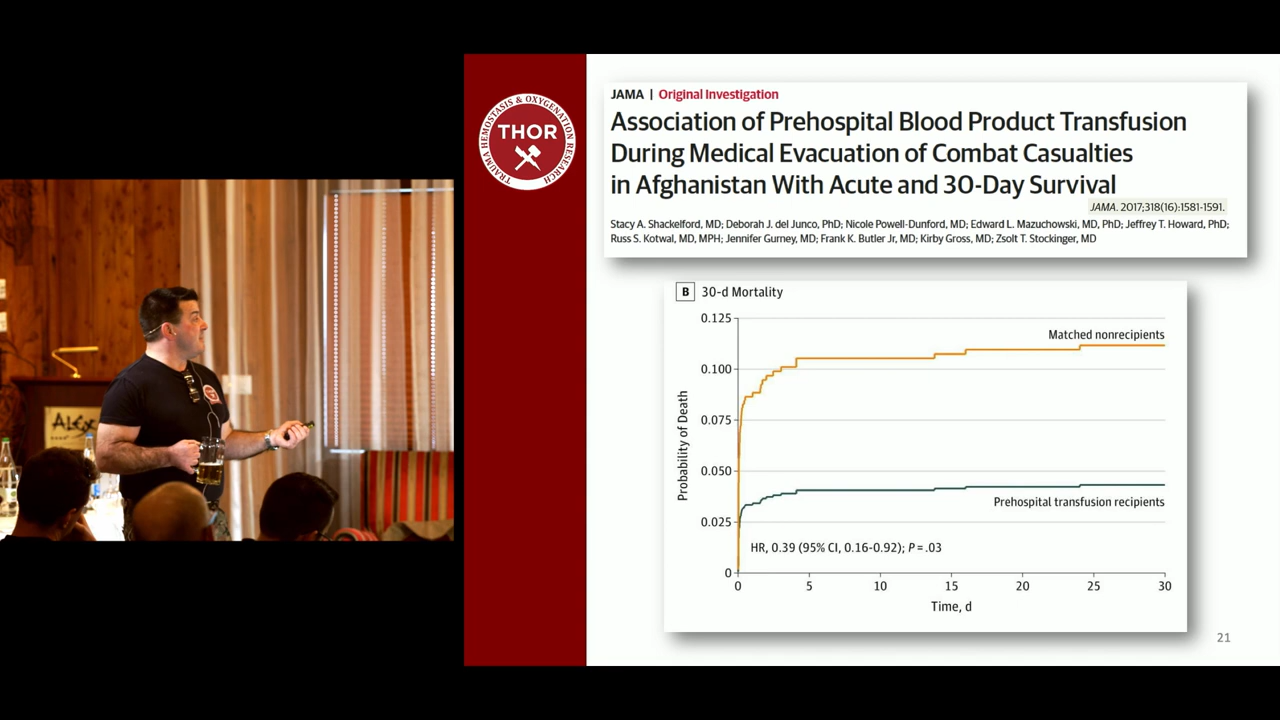 JAMA | Original Investigation
Association of Prehospital Blood Product Transfusion
During Medical Evacuation of Combat Casualties
in Afghanistan With Acute and 30-Day Survival
JAMA. 2017;318(16):1581-1591.
Stacy A. Shackelford, MD; Deborah J. del Junco, PhD; Nicole Powell-Dunford, MD; Edward L. Mazuchowski, MD, PhD; Jeffrey T. Howard, PhD;
Russ S. Kotwal, MD, MPH; Jennifer Gurney, MD; Frank K. Butler Jr, MD; Kirby Gross, MD; Zsolt T. Stockinger, MD
TRAUMA HEMOSTASIS & OXYGENATION RESEARCH
THOR
B 30-d Mortality
0.125
0.100
0.075
0.050
0.025
0
Probability of Death
Matched nonrecipients
Prehospital transfusion recipients
HR, 0.39 (95% CI, 0.16-0.92); P = .03
0 5 10 15 20 25 30
Time, d
21
ALEX